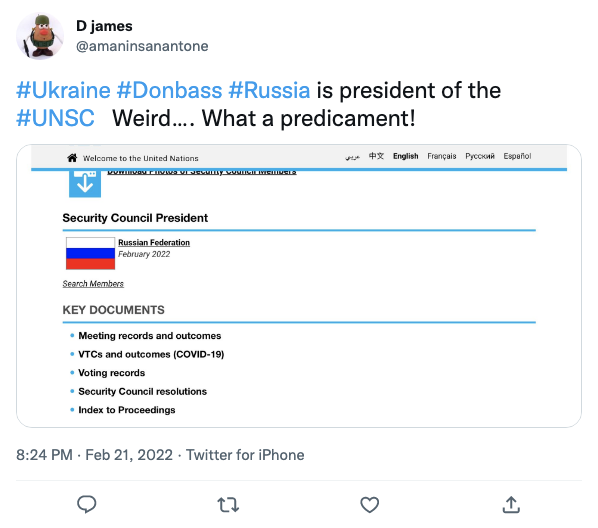 D james
@amaninsanantone
#Ukraine #Donbass #Russia is president of the
#UNSC Weird.... What a predicament!
Welcome to the United Nations
عربي 中文 English Français Русский Español
Download Photos of Security Council Members
Security Council President
Russian Federation
February 2022
Search Members
KEY DOCUMENTS
Meeting records and outcomes
VTCs and outcomes (COVID-19)
Voting records
Security Council resolutions
Index to Proceedings
8:24 PM · Feb 21, 2022 · Twitter for iPhone